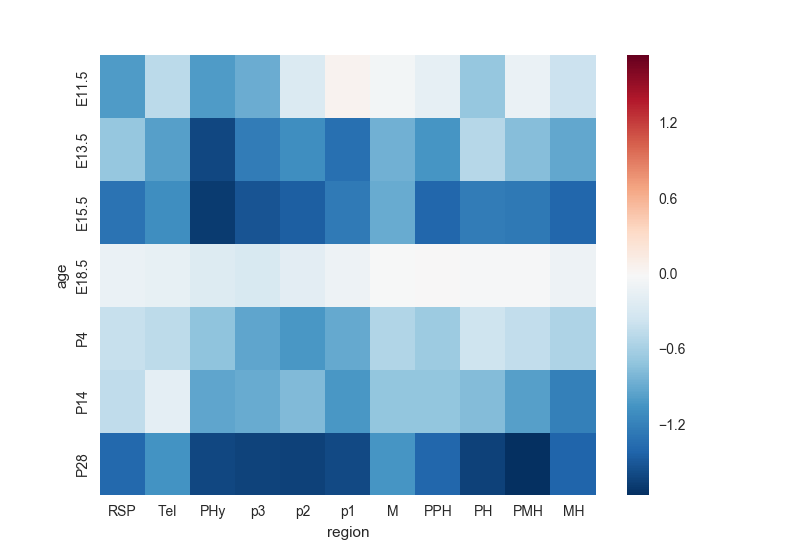 age
E11.5
E13.5
E15.5
E18.5
P4
P14
P28
RSP Tel PHy p3 p2 p1 M PPH PH PMH MH
region
1.2
0.6
0.0
−0.6
−1.2